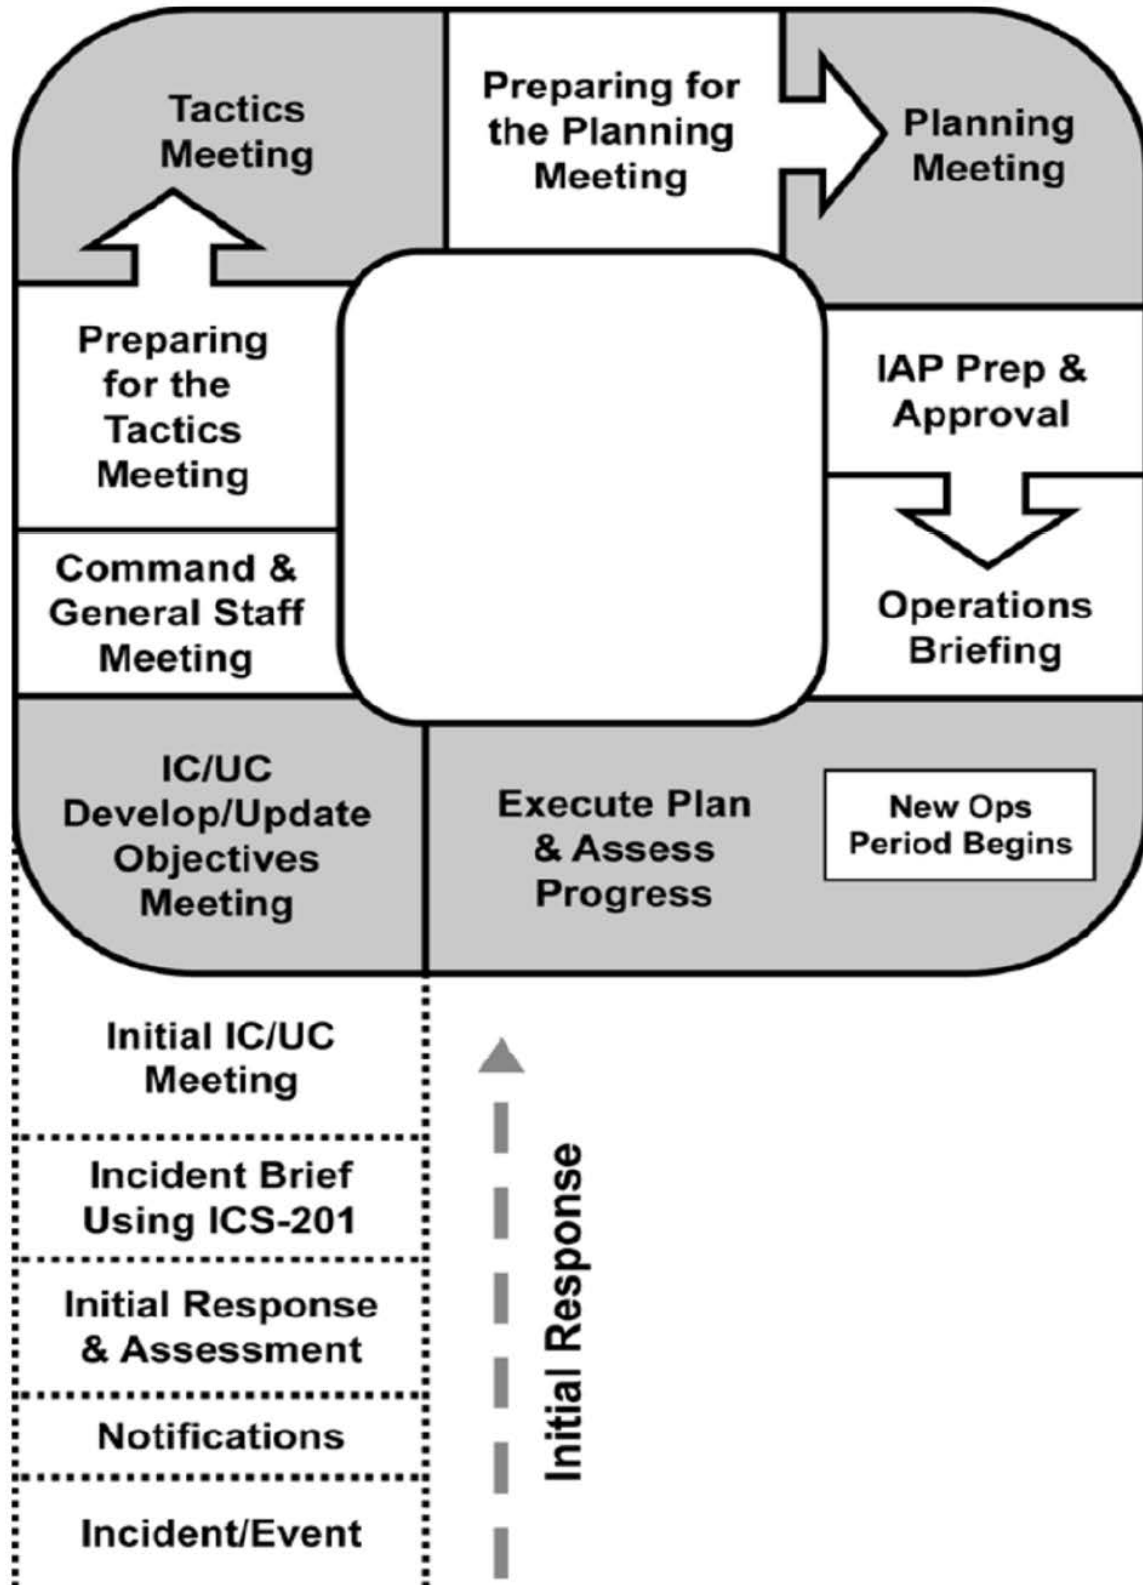 Tactics
Meeting
Preparing for
the Planning
Meeting
Planning
Meeting
Preparing
for the
Tactics
Meeting
IAP Prep &
Approval
Command &
General Staff
Meeting
Operations
Briefing
IC/UC
Develop/Update
Objectives
Meeting
Execute Plan
& Assess
Progress
New Ops
Period Begins
Initial IC/UC
Meeting
Incident Brief
Using ICS-201
Initial Response
& Assessment
Notifications
Incident/Event
Initial Response